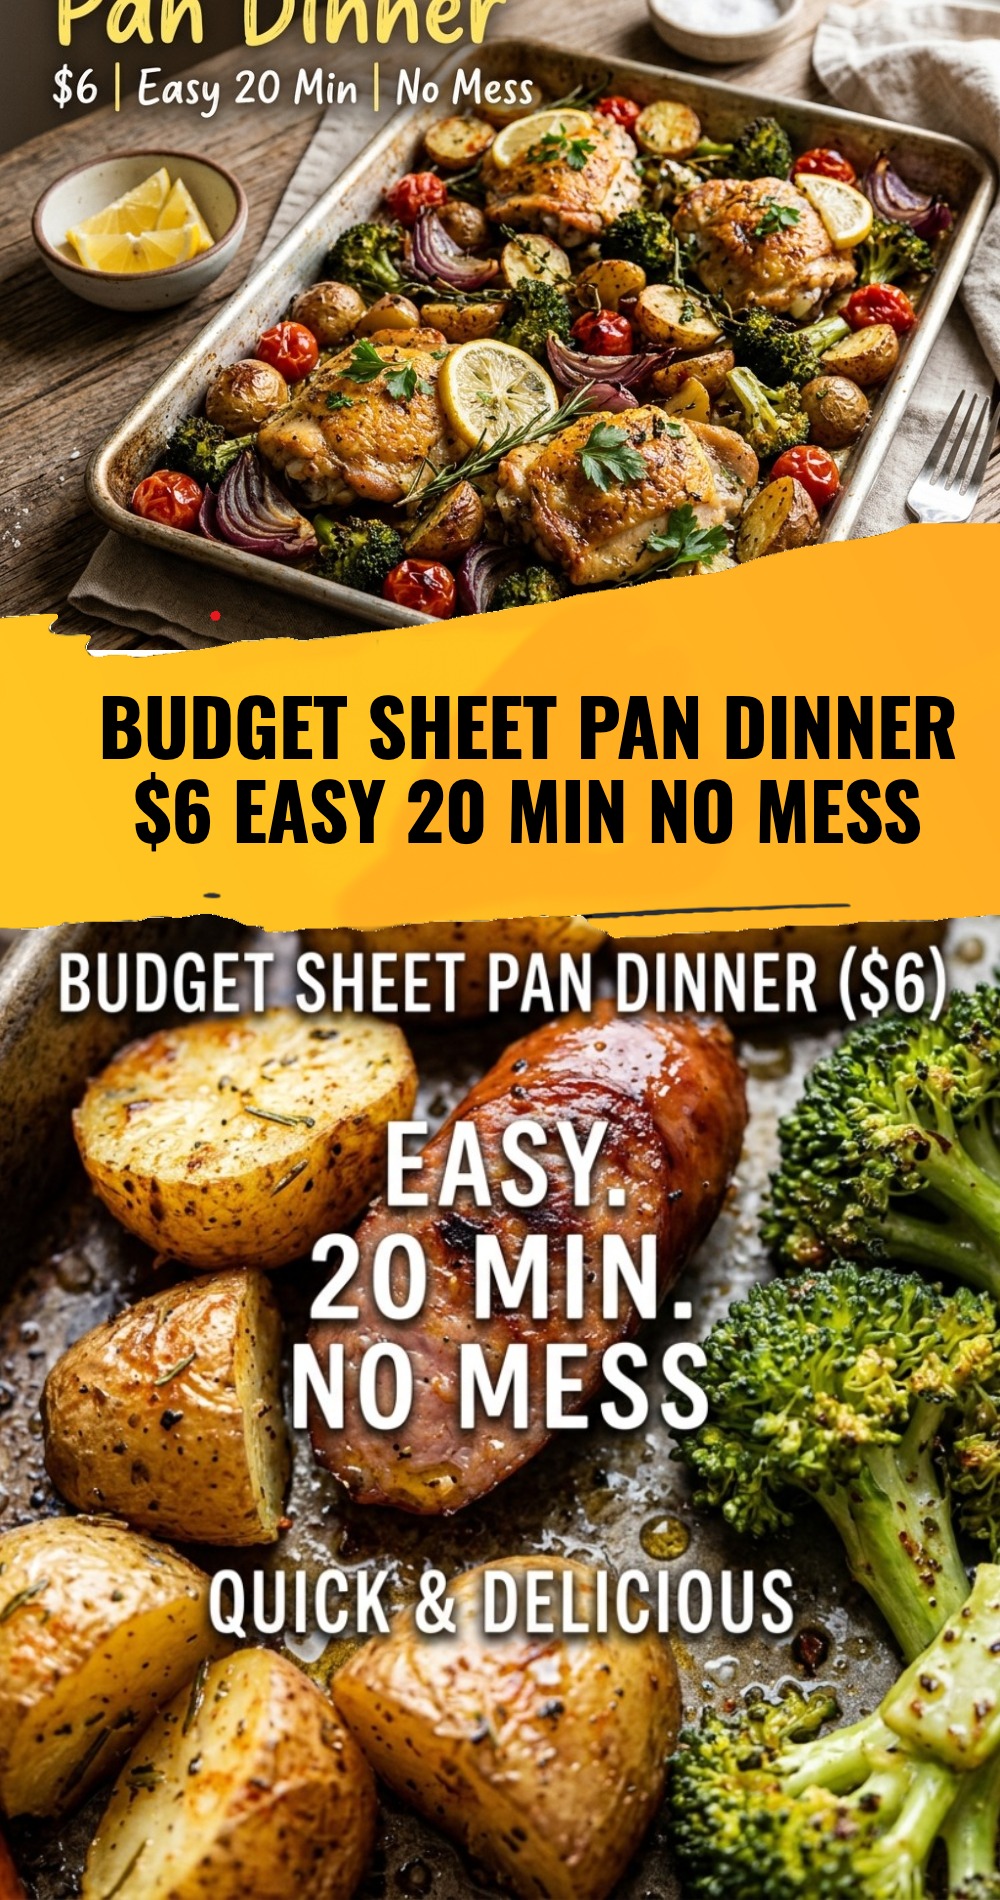 Pan Dinner
$6 | Easy 20 Min | No Mess
BUDGET SHEET PAN DINNER
$6 EASY 20 MIN NO MESS
BUDGET SHEET PAN DINNER ($6)
EASY.
20 MIN.
NO MESS
QUICK & DELICIOUS